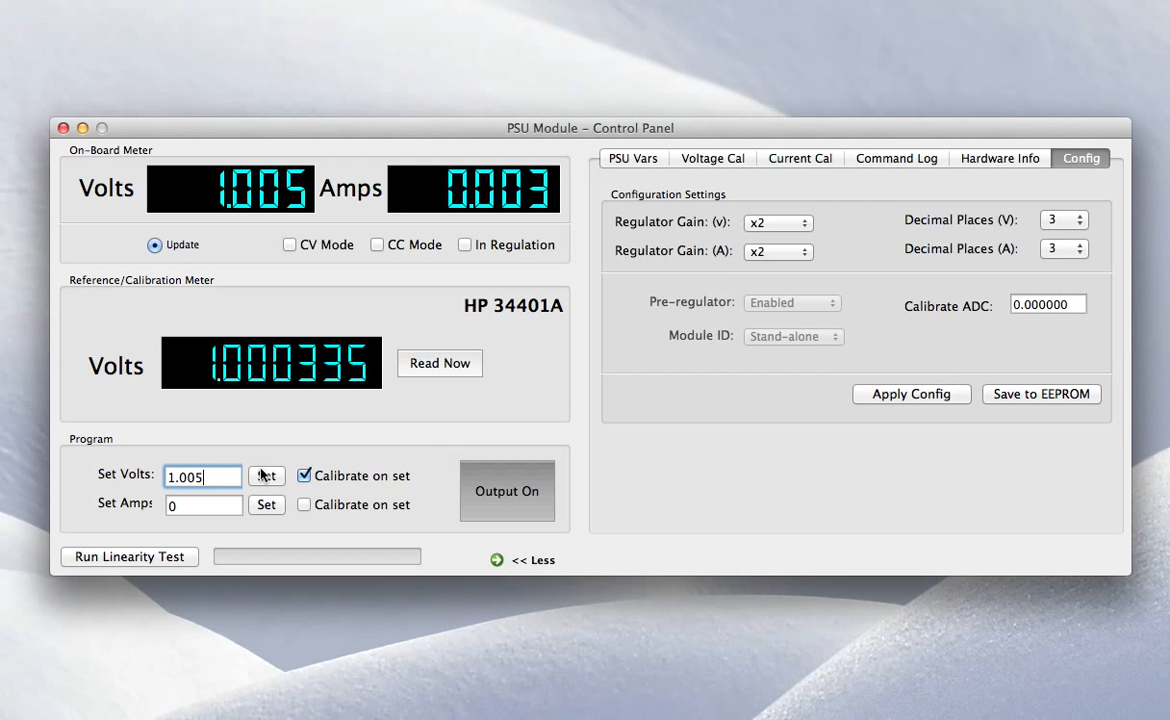 PSU Module – Control Panel
On-Board Meter
Volts 1.005 Amps 0.003
Update CV Mode CC Mode In Regulation
Reference/Calibration Meter
HP 34401A
Volts 1.000335 Read Now
Program
Set Volts: 1.005 Calibrate on set
Set Amps 0 Set Calibrate on set
Output On
Run Linearity Test << Less
PSU Vars Voltage Cal Current Cal Command Log Hardware Info Config
Configuration Settings
Regulator Gain: (v) x2 Decimal Places (V): 3
Regulator Gain: (A): x2 Decimal Places (A): 3
Pre-regulator: Enabled Calibrate ADC: 0.000000
Module ID: Stand-alone
Apply Config Save to EEPROM